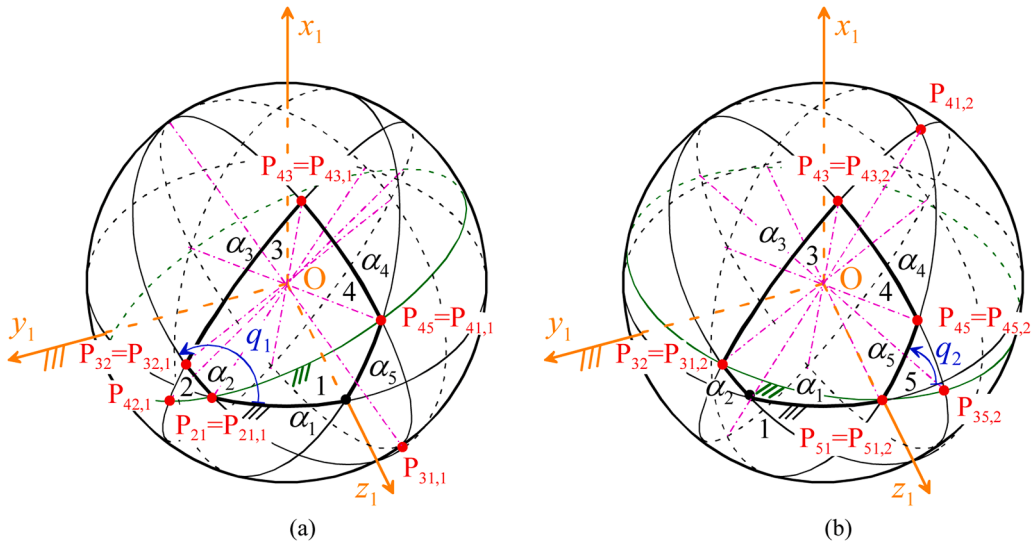 x₁
P₄₃=P₄₃,₁
α₃
3
α₄
O
4
y₁
P₄₅=P₄₁,₁
q₁
P₃₂=P₃₂,₁
2
α₂
1
α₅
P₄₂,₁
α₁
P₂₁=P₂₁,₁
P₃₁,₁
z₁
(a)
x₁
P₄₁,₂
P₄₃=P₄₃,₂
α₃
3
α₄
O
4
y₁
P₄₅=P₄₅,₂
P₃₂=P₃₁,₂
α₅
q₂
α₂
α₁
5
P₃₅,₂
1
P₅₁=P₅₁,₂
z₁
(b)